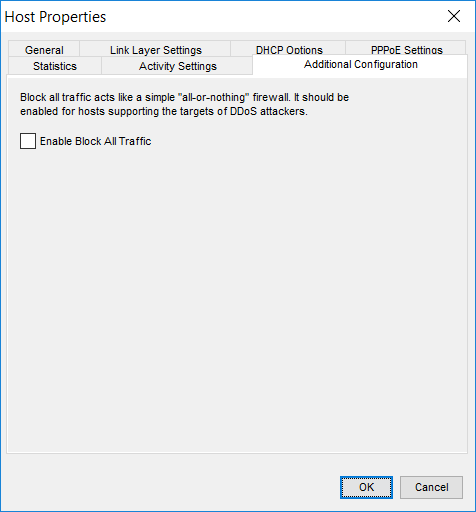 Host Properties
General Link Layer Settings DHCP Options PPPoE Settings
Statistics Activity Settings Additional Configuration
Block all traffic acts like a simple "all-or-nothing" firewall. It should be
enabled for hosts supporting the targets of DDoS attackers.
Enable Block All Traffic
OK Cancel